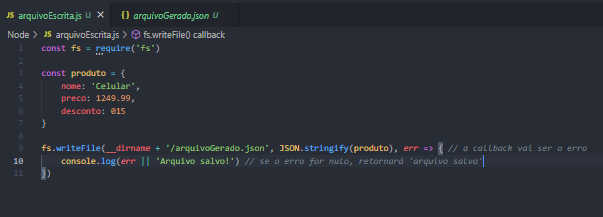 arquivoEscrita.js U X {} arquivoGerado.json U
Node > arquivoEscrita.js > fs.writeFile() callback
1 const fs = require('fs')
2
3 const produto = {
4 nome: 'Celular',
5 preco: 1249.99,
6 desconto: 015
7 }
8
9 fs.writeFile(__dirname + '/arquivoGerado.json', JSON.stringify(produto), err => { // a callback vai ser o erro
10 console.log(err || 'Arquivo salvo!') // se o erro for nulo, retornará 'arquivo salvo'
11 })